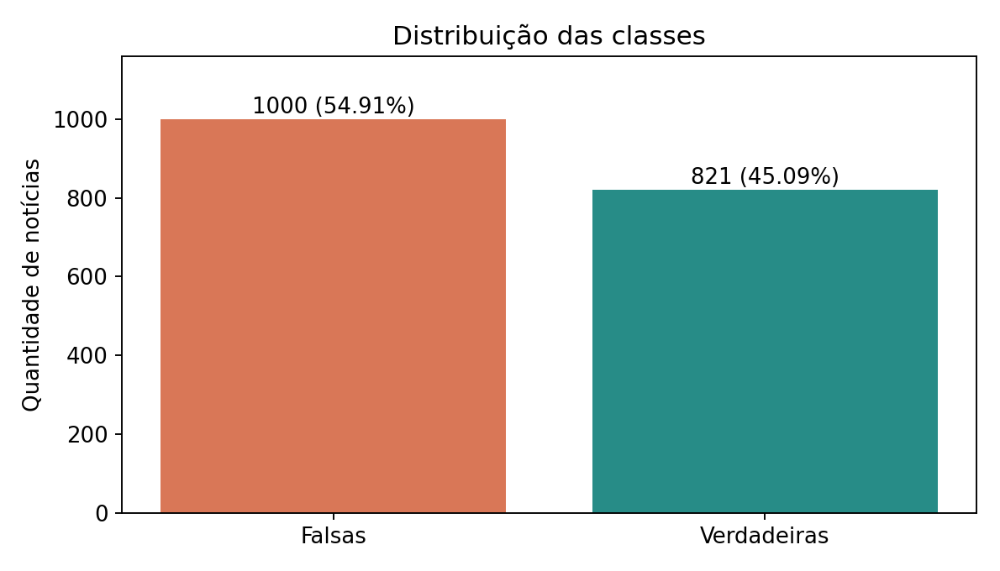 Distribuição das classes
Quantidade de notícias
1000
800
600
400
200
0
1000 (54.91%)
821 (45.09%)
Falsas
Verdadeiras